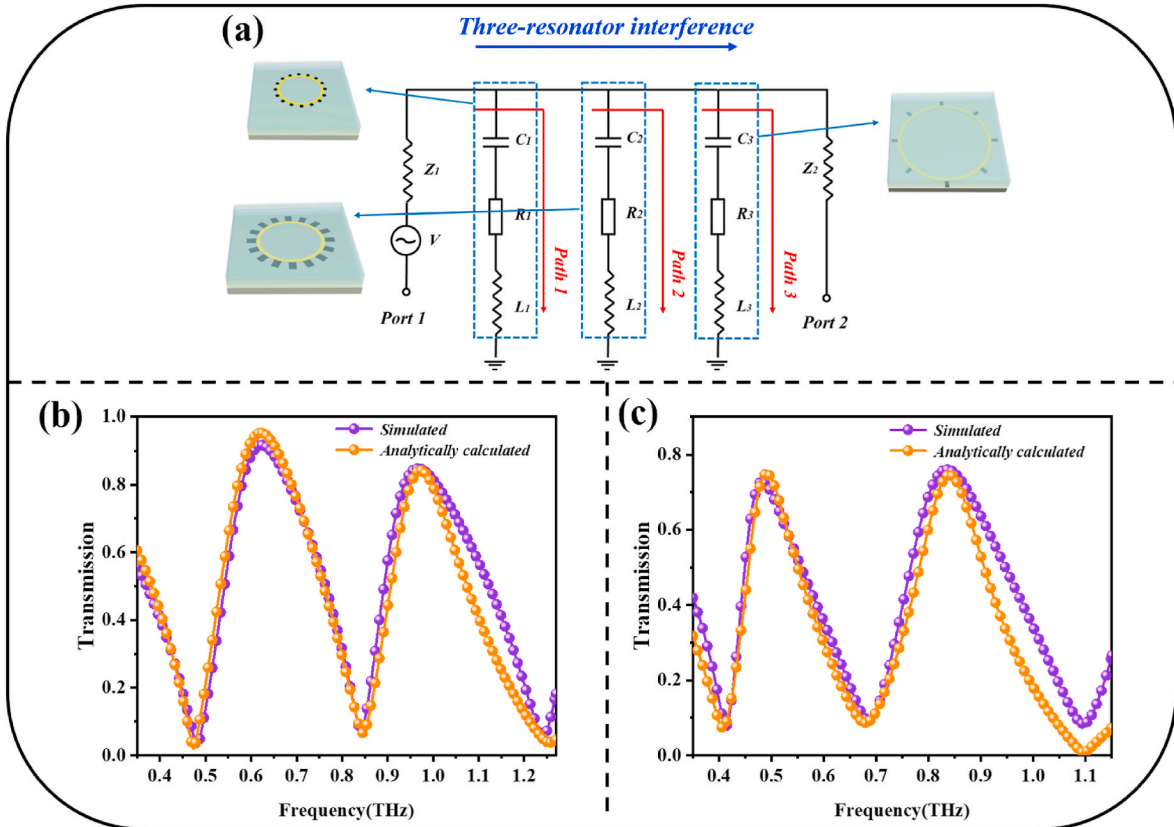 (a)
Three-resonator interference
C1
C2
C3
Z1
Z2
R1
R2
R3
V
Path 1
Path 2
Path 3
L1
L2
L3
Port 1
Port 2
(b)
1.0
0.8
0.6
0.4
0.2
0.0
Transmission
Simulated
Analytically calculated
0.4 0.5 0.6 0.7 0.8 0.9 1.0 1.1 1.2
Frequency(THz)
(c)
0.8
0.6
0.4
0.2
0.0
Transmission
Simulated
Analytically calculated
0.4 0.5 0.6 0.7 0.8 0.9 1.0 1.1
Frequency(THz)